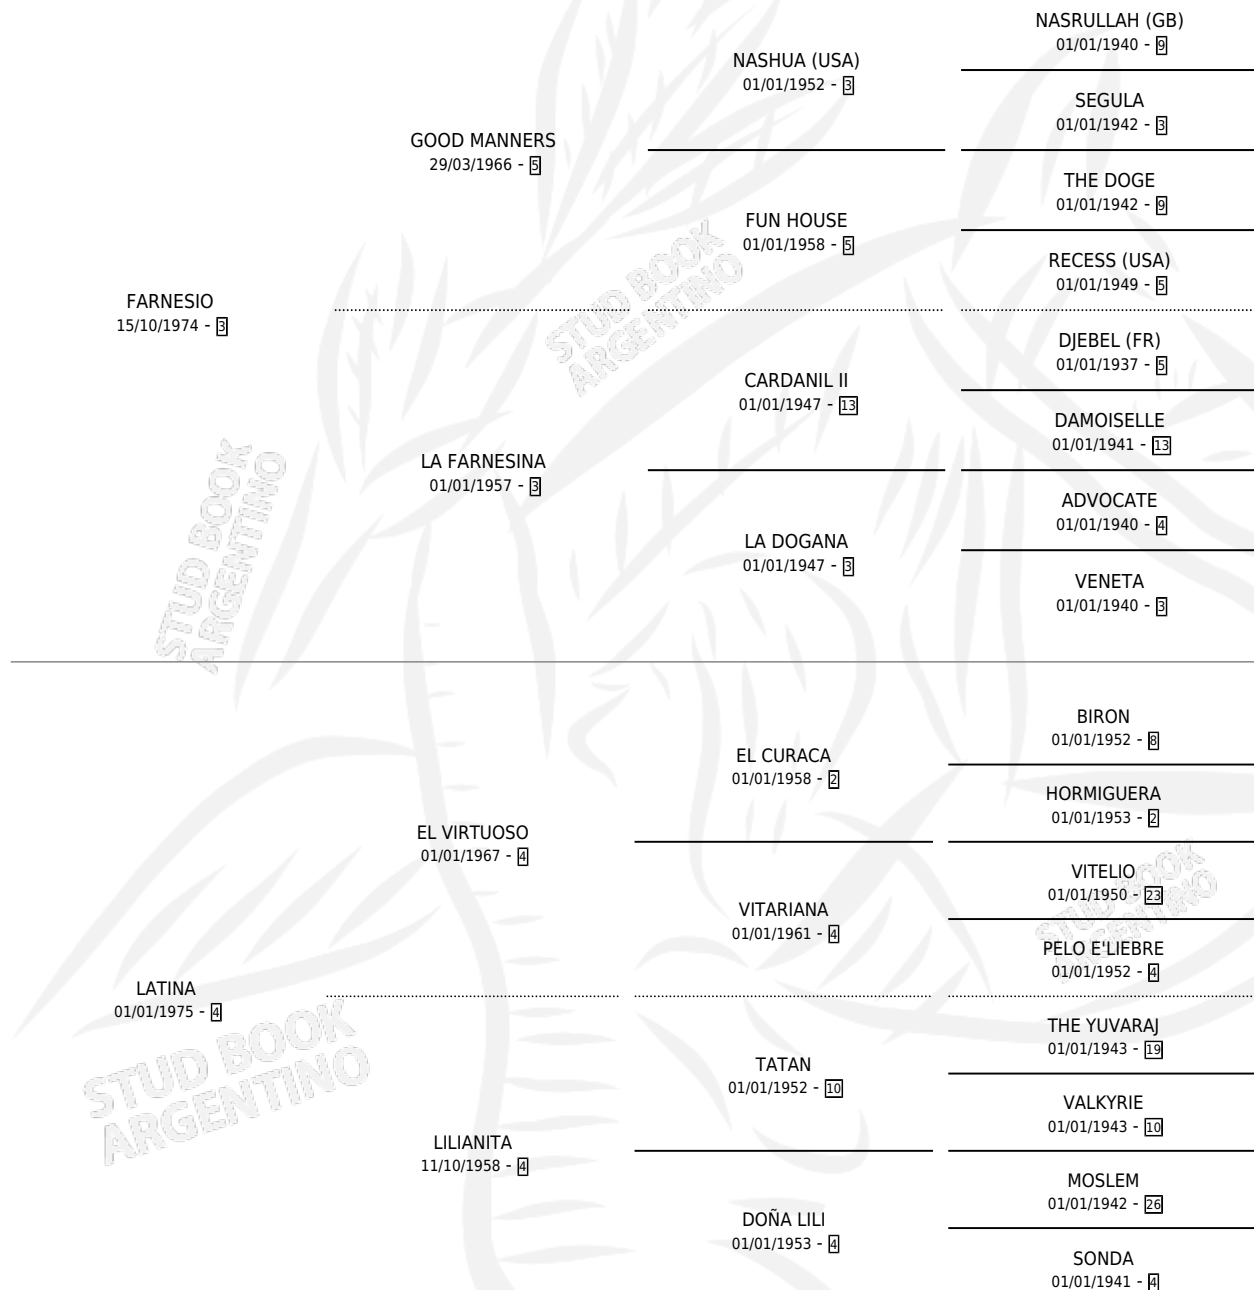 NASRULLAH (GB)
01/01/1940 - 9
NASHUA (USA)
01/01/1952 - 3
SEGULA
01/01/1942 - 3
GOOD MANNERS
29/03/1966 - 5
THE DOGE
01/01/1942 - 9
FUN HOUSE
01/01/1958 - 5
RECESS (USA)
01/01/1949 - 5
FARNESIO
15/10/1974 - 3
DJEBEL (FR)
01/01/1937 - 5
CARDANIL II
01/01/1947 - 13
DAMOISELLE
01/01/1941 - 13
LA FARNESINA
01/01/1957 - 3
ADVOCATE
01/01/1940 - 4
LA DOGANA
01/01/1947 - 3
VENETA
01/01/1940 - 3
BIRON
01/01/1952 - 8
EL CURACA
01/01/1958 - 2
HORMIGUERA
01/01/1953 - 2
EL VIRTUOSO
01/01/1967 - 4
VITELIO
01/01/1950 - 23
VITARIANA
01/01/1961 - 4
PELO E'LIEBRE
01/01/1952 - 4
LATINA
01/01/1975 - 4
THE YUVARAJ
01/01/1943 - 19
TATAN
01/01/1952 - 10
VALKYRIE
01/01/1943 - 10
LILIANITA
11/10/1958 - 4
MOSLEM
01/01/1942 - 26
DOÑA LILI
01/01/1953 - 4
SONDA
01/01/1941 - 4
STUD BOOK
ARGENTINO
STUD BOOK
ARGENTINO
STUD BOOK
ARGENTINO
STUD BOOK
ARGENTINO